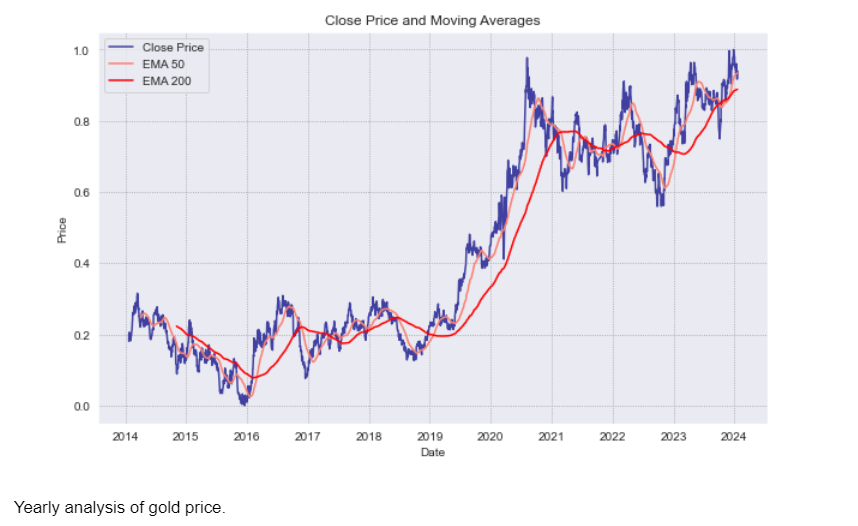 Close Price and Moving Averages
Close Price
EMA 50
EMA 200
1.0
0.8
0.6
0.4
0.2
0.0
Price
2014 2015 2016 2017 2018 2019 2020 2021 2022 2023 2024
Date
Yearly analysis of gold price.